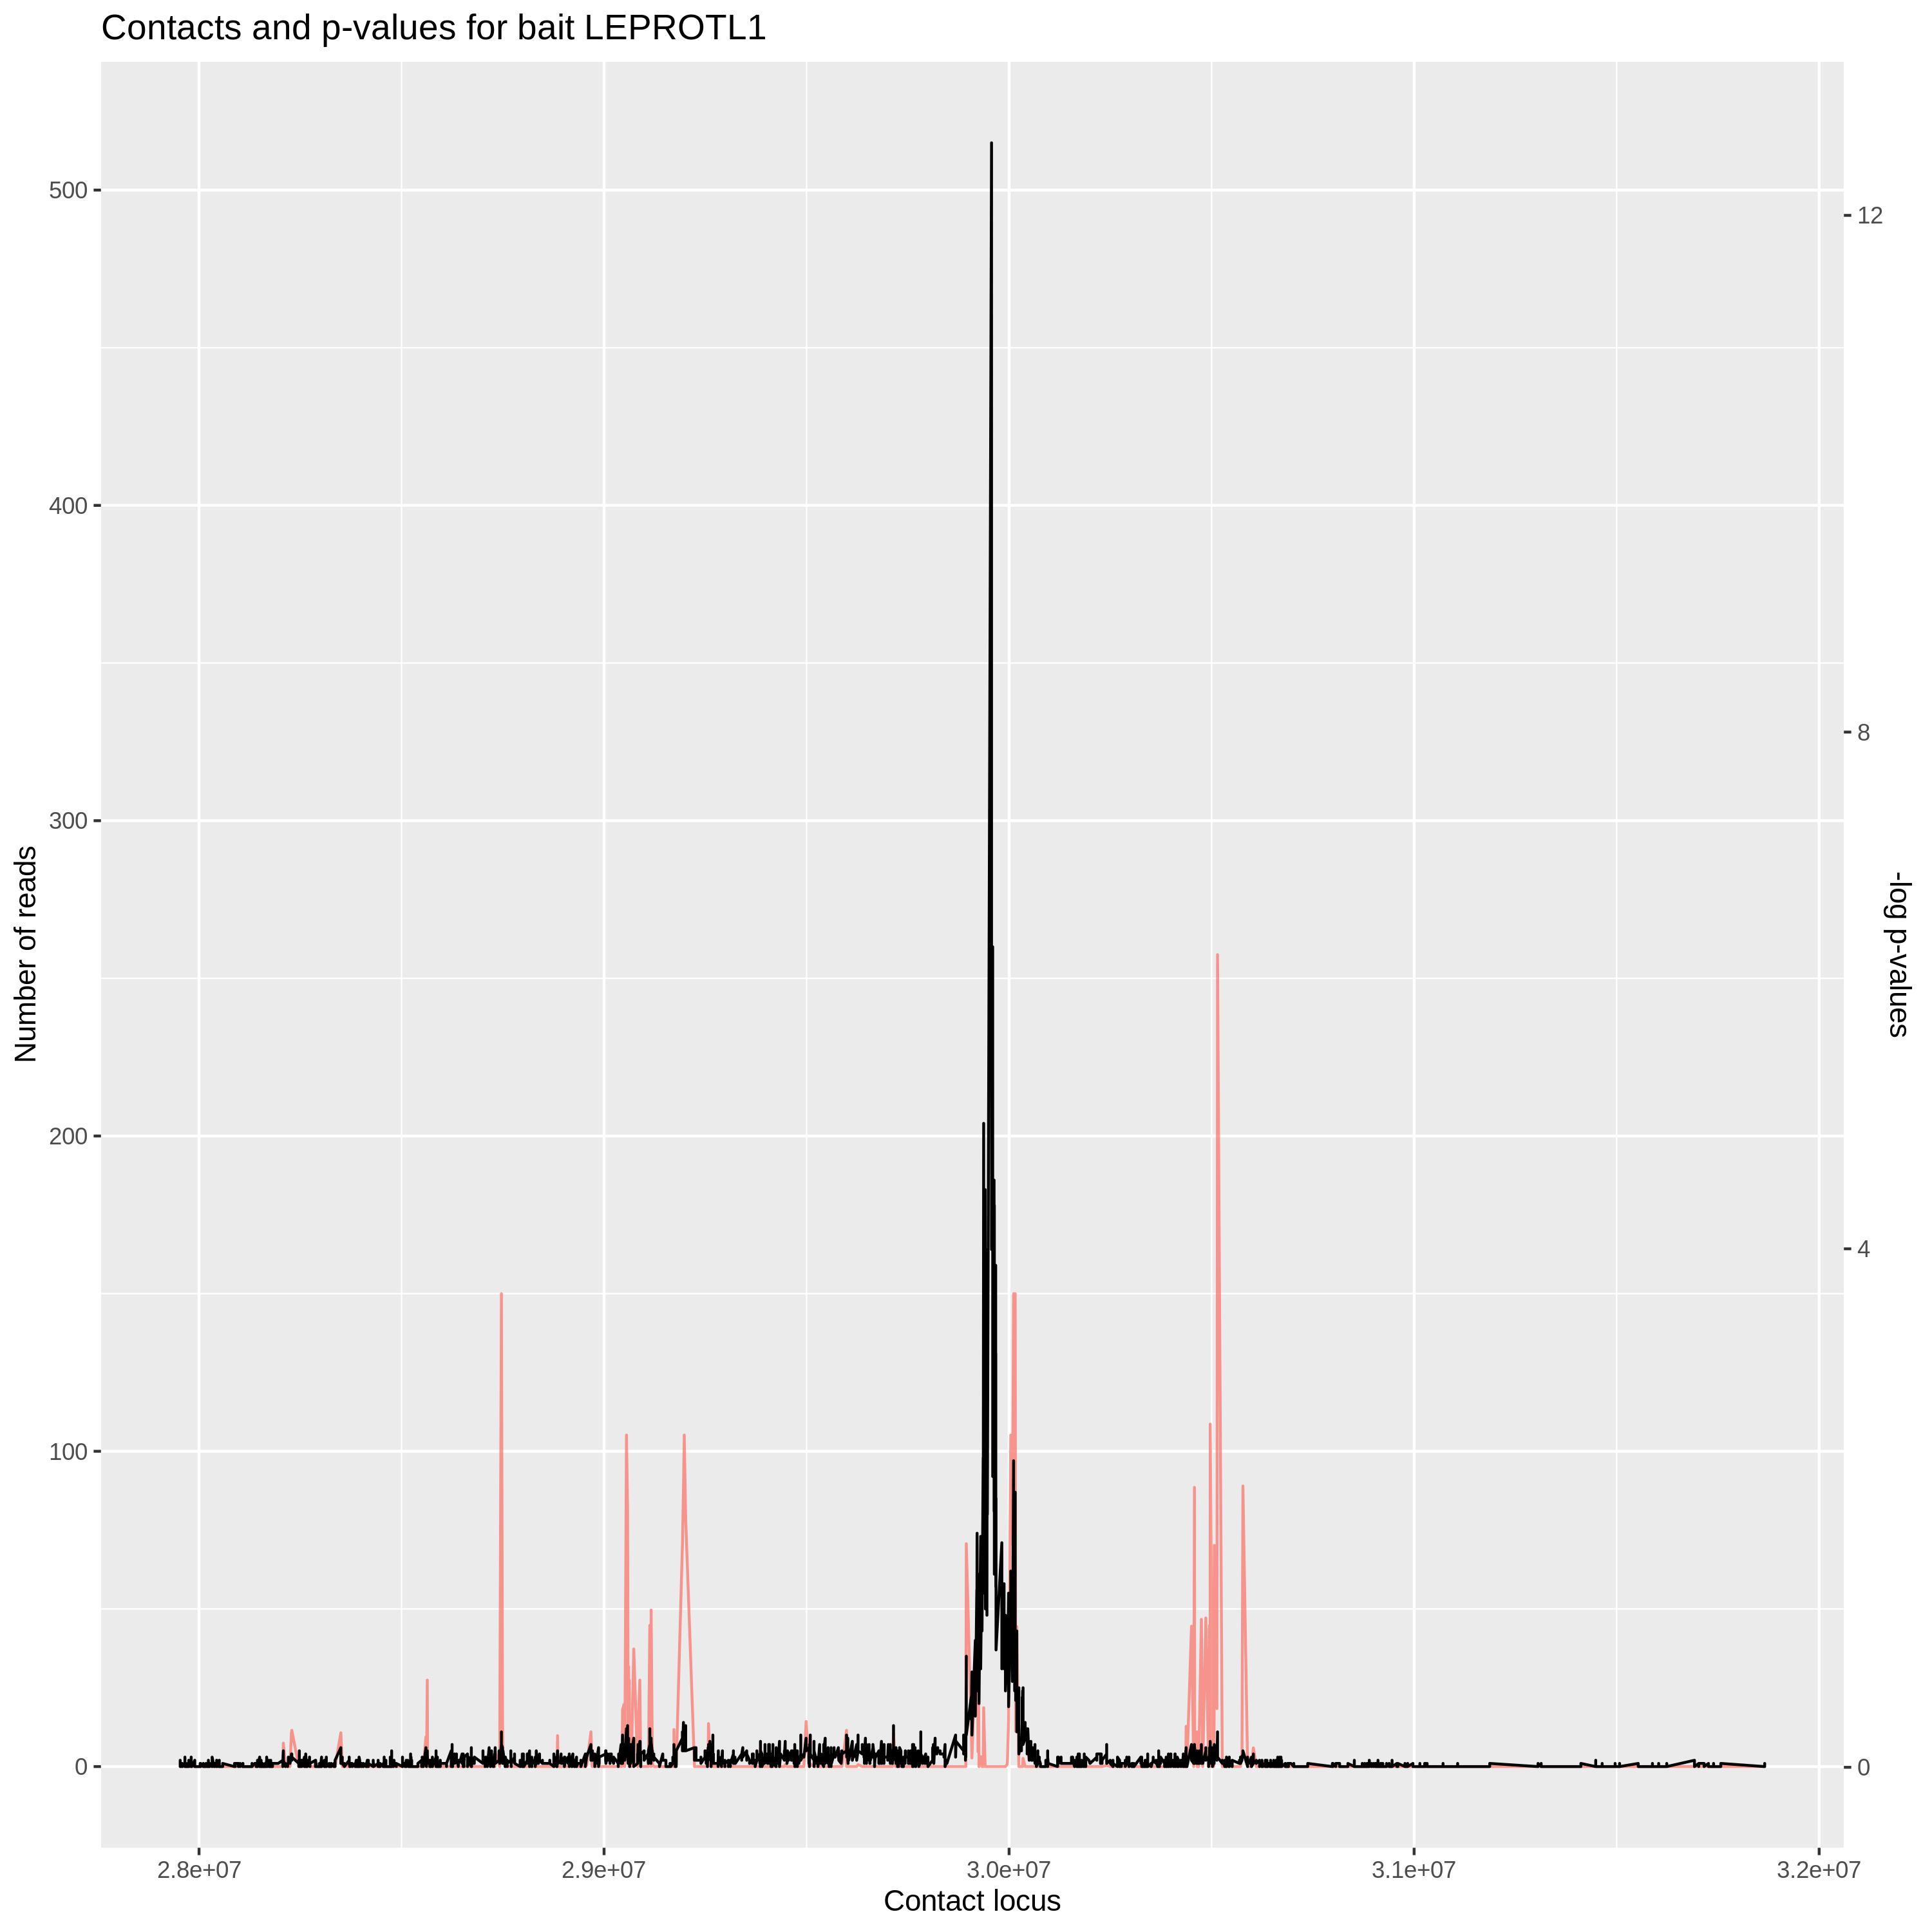 Contacts and p-values for bait LEPROTL1
500
400
300
200
100
0
Number of reads
12
8
4
0
-log p-values
2.8e+07
2.9e+07
3.0e+07
3.1e+07
3.2e+07
Contact locus